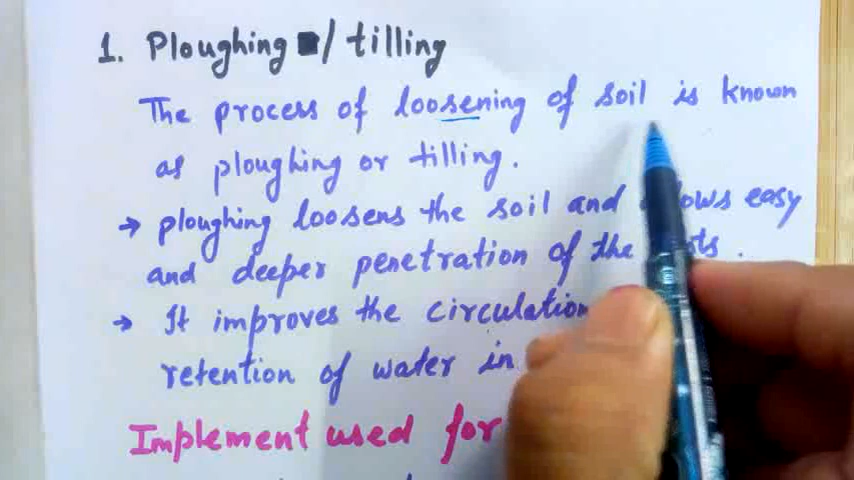 1. Ploughing / tilling
The process of loosening of soil is known
as ploughing or tilling.
→ ploughing loosens the soil and easy
and deeper penetration of the .
→ It improves the circulation
retention of water in
Implement used for